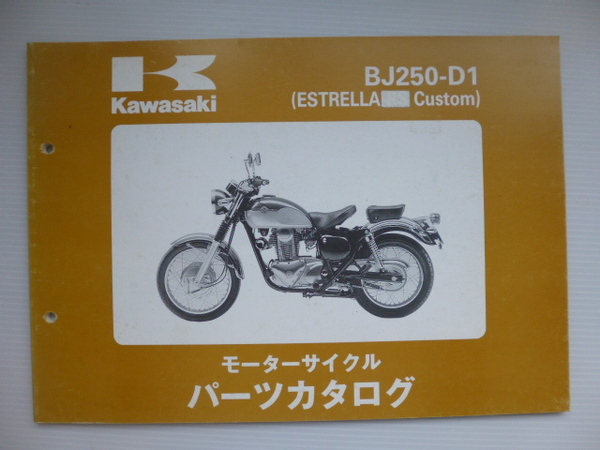 Kawasaki
BJ250-D1
(ESTRELLA Custom)
モーターサイクル
パーツカタログ